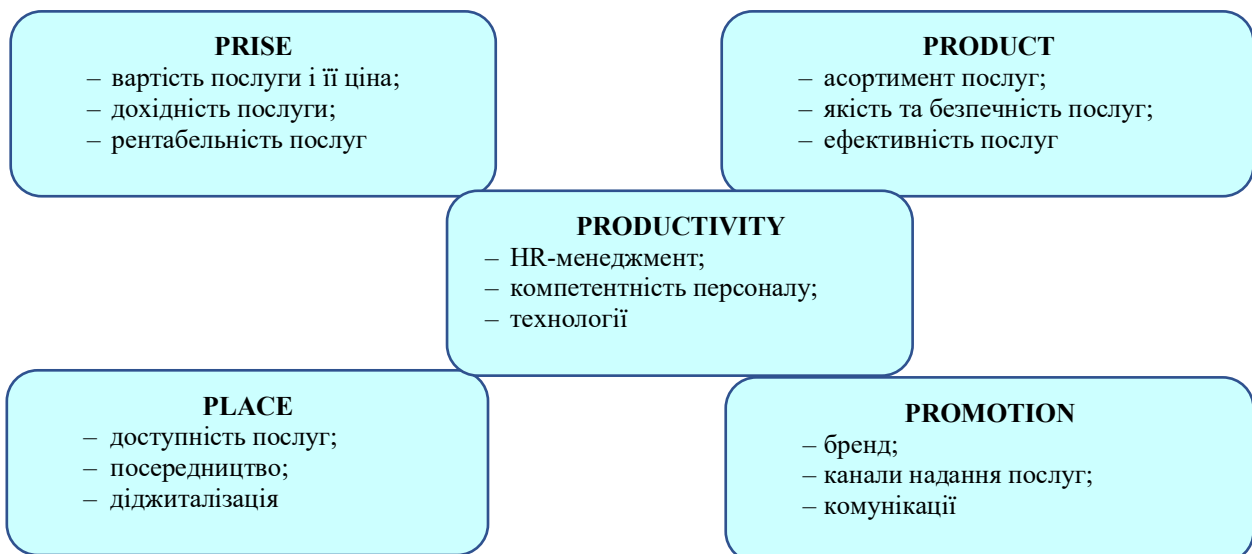 PRISE
– вартість послуги і її ціна;
– дохідність послуги;
– рентабельність послуг
PRODUCT
– асортимент послуг;
– якість та безпечність послуг;
– ефективність послуг
PRODUCTIVITY
– HR-менеджмент;
– компетентність персоналу;
– технології
PLACE
– доступність послуг;
– посередництво;
– діджиталізація
PROMOTION
– бренд;
– канали надання послуг;
– комунікації